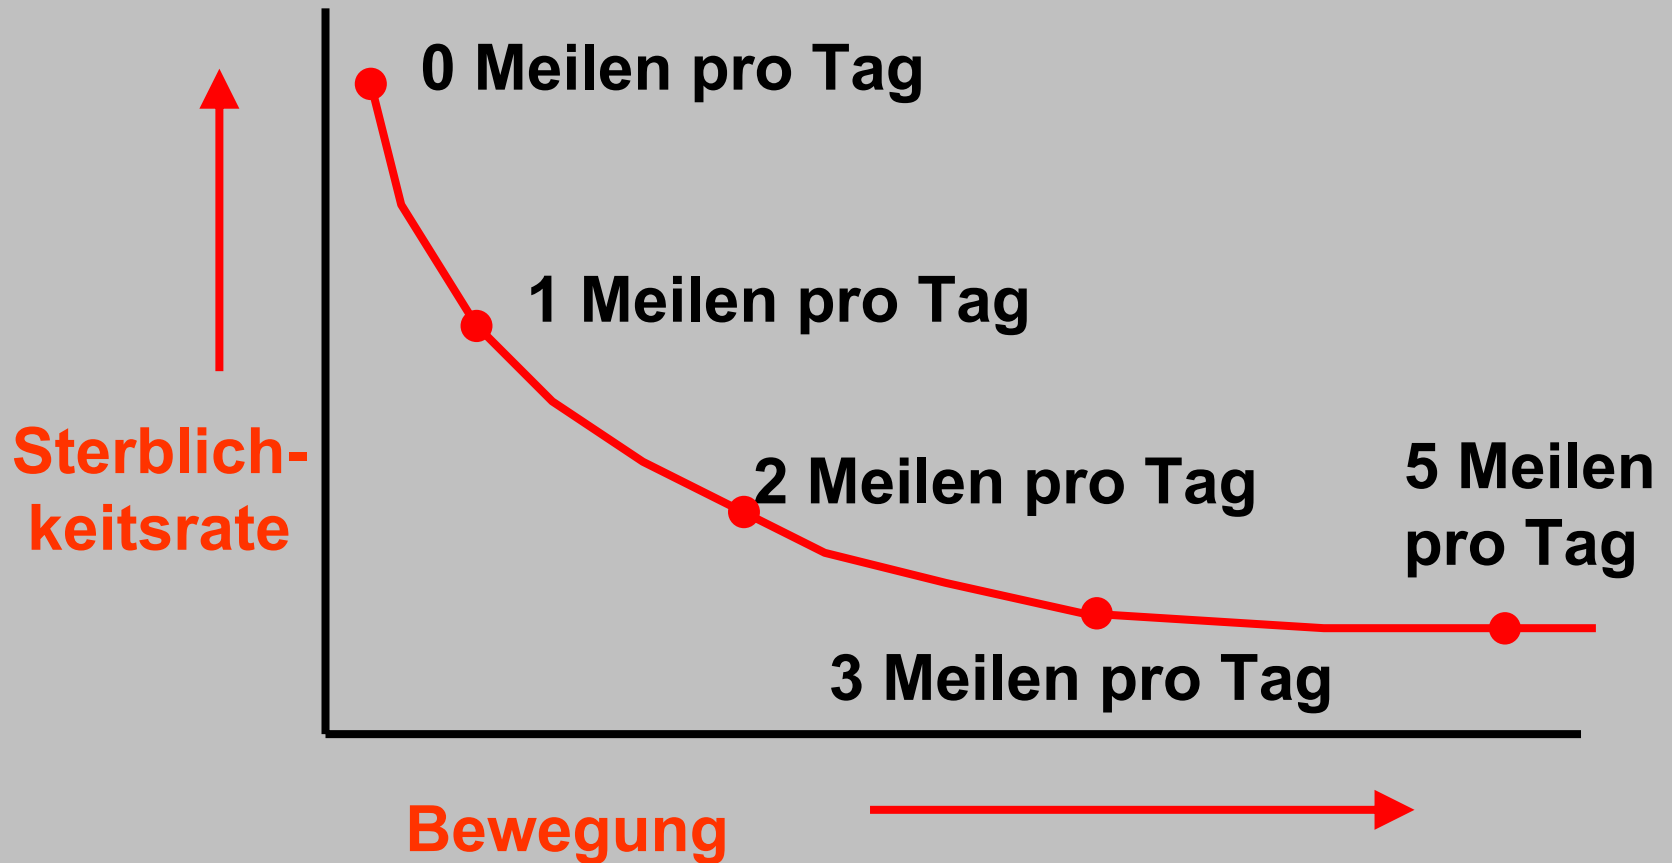 0 Meilen pro Tag
1 Meilen pro Tag
Sterblich-
keitsrate
2 Meilen pro Tag
5 Meilen
pro Tag
3 Meilen pro Tag
Bewegung